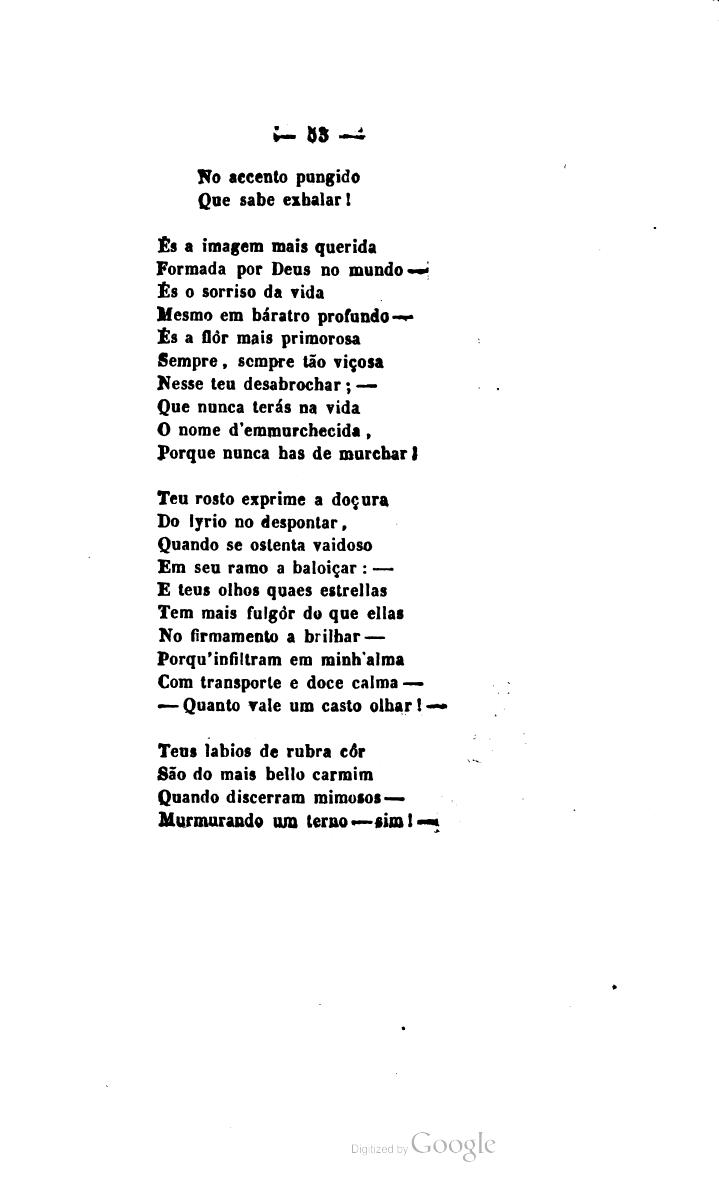 — 53 —
No accento pungido
Que sabe exhalar!
És a imagem mais querida
Formada por Deus no mundo—
És o sorriso da vida
Mesmo em báratro profundo—
És a flôr mais primorosa
Sempre, sempre tão viçosa
Nesse teu desabrochar; —
Que nunca terás na vida
O nome d'emmurchecida,
Porque nunca has de murchar!
Teu rosto exprime a doçura
Do lyrio no despontar,
Quando se ostenta vaidoso
Em seu ramo a baloiçar: —
E teus olhos quaes estrellas
Tem mais fulgôr do que ellas
No firmamento a brilhar—
Porqu'infiltram em minh'alma
Com transporte e doce calma—
—Quanto vale um casto olhar!—
Teus labios de rubra côr
São do mais bello carmim
Quando discerram mimosos—
Murmurando um terno—sim!—
Digitized by Google